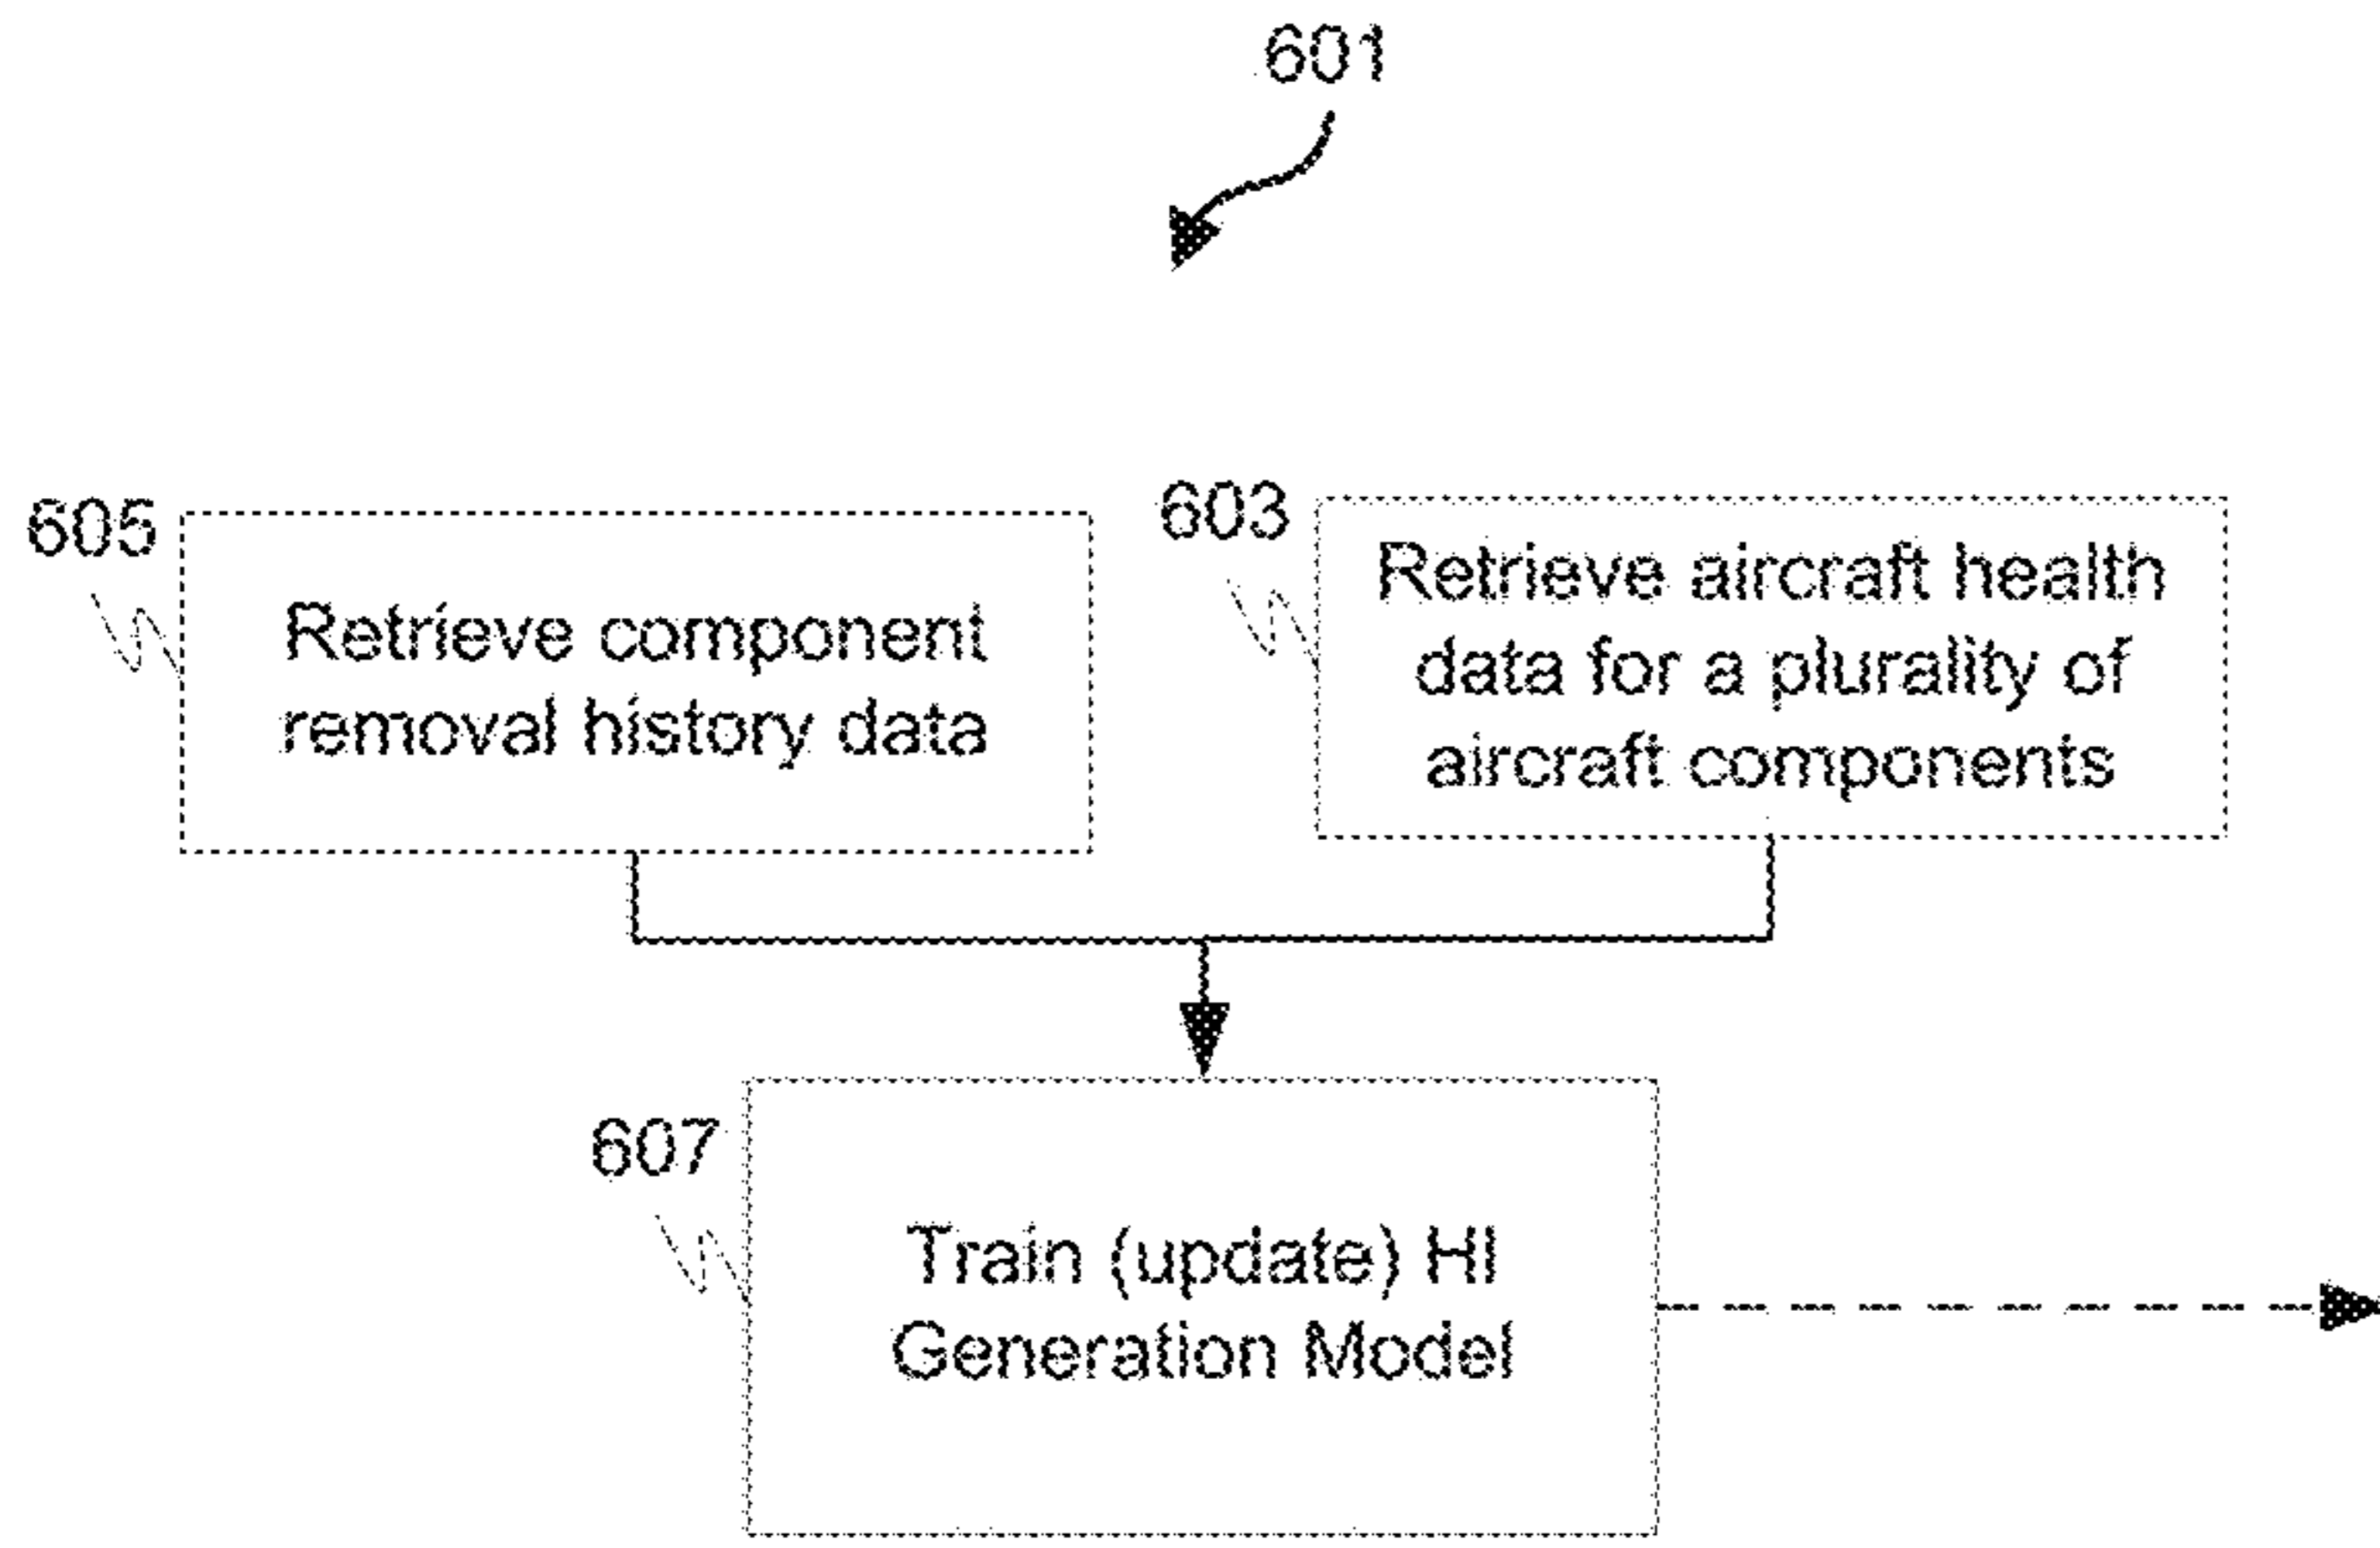 601
605
Retrieve component
removal history data
603
Retrieve aircraft health
data for a plurality of
aircraft components
607
Train (update) HI
Generation Model